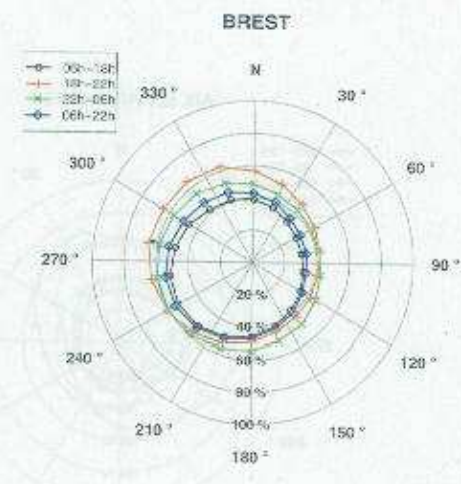 BREST
06h-18h
18h-22h
22h-06h
06h-22h
N
330 °
30 °
300 °
60 °
270 °
90 °
20 %
40 %
60 %
80 %
100 %
240 °
120 °
210 °
150 °
180 °